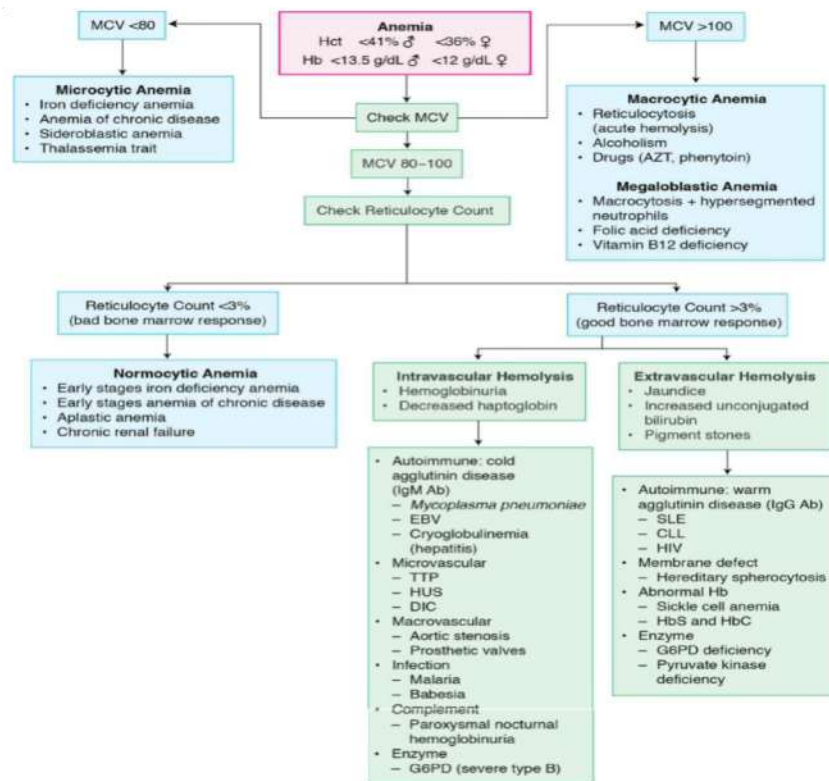 MCV <80
Anemia
Hct <41% ♂ <36% ♀
Hb <13.5 g/dL ♂ <12 g/dL ♀
MCV >100
Microcytic Anemia
• Iron deficiency anemia
• Anemia of chronic disease
• Sideroblastic anemia
• Thalassemia trait
Check MCV
MCV 80–100
Check Reticulocyte Count
Macrocytic Anemia
• Reticulocytosis
(acute hemolysis)
• Alcoholism
• Drugs (AZT, phenytoin)
Megaloblastic Anemia
• Macrocytosis + hypersegmented
neutrophils
• Folic acid deficiency
• Vitamin B12 deficiency
Reticulocyte Count <3%
(bad bone marrow response)
Reticulocyte Count >3%
(good bone marrow response)
Normocytic Anemia
• Early stages iron deficiency anemia
• Early stages anemia of chronic disease
• Aplastic anemia
• Chronic renal failure
Intravascular Hemolysis
• Hemoglobinuria
• Decreased haptoglobin
Extravascular Hemolysis
• Jaundice
• Increased unconjugated
bilirubin
• Pigment stones
• Autoimmune: cold
agglutinin disease
(IgM Ab)
– Mycoplasma pneumoniae
– EBV
– Cryoglobulinemia
(hepatitis)
• Microvascular
– TTP
– HUS
– DIC
• Macrovascular
– Aortic stenosis
– Prosthetic valves
• Infection
– Malaria
– Babesia
• Complement
– Paroxysmal nocturnal
hemoglobinuria
• Enzyme
– G6PD (severe type B)
• Autoimmune: warm
agglutinin disease (IgG Ab)
– SLE
– CLL
– HIV
• Membrane defect
– Hereditary spherocytosis
• Abnormal Hb
– Sickle cell anemia
– HbS and HbC
• Enzyme
– G6PD deficiency
– Pyruvate kinase
deficiency